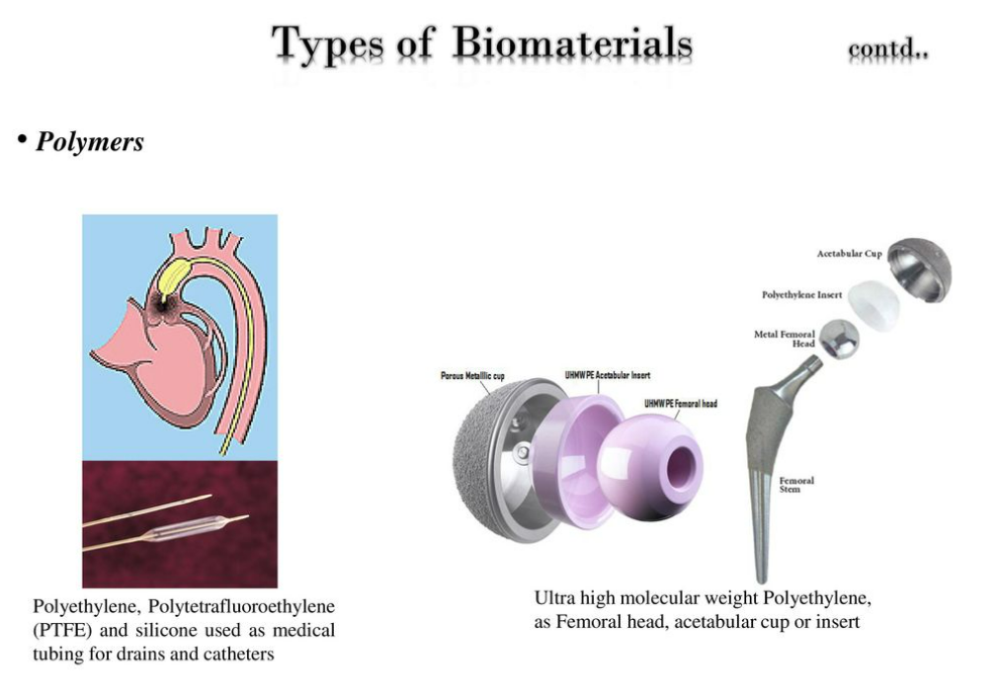 Types of Biomaterials contd..
• Polymers
Acetabular Cup
Polyethylene Insert
Metal Femoral
Head
Porous Metalllic cup
UHMWPE Acetabular Insert
UHMWPE Femoral head
Femoral
Stem
Polyethylene, Polytetrafluoroethylene
(PTFE) and silicone used as medical
tubing for drains and catheters
Ultra high molecular weight Polyethylene,
as Femoral head, acetabular cup or insert